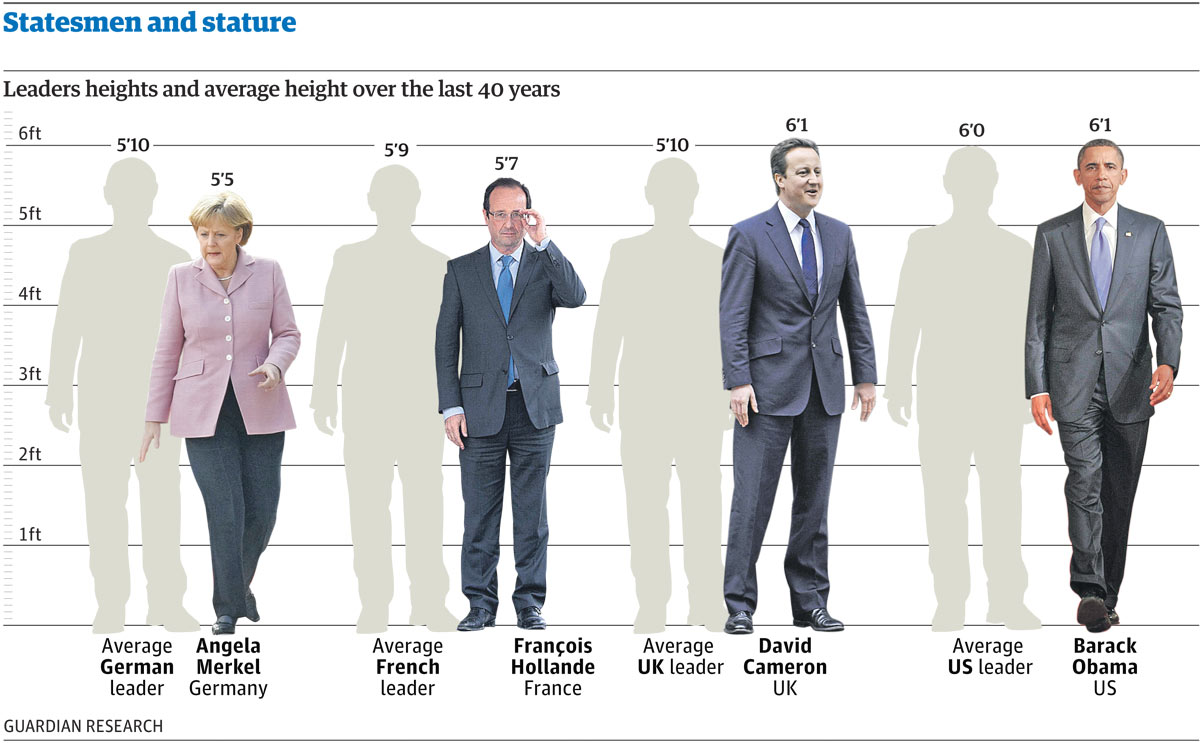 Statesmen and stature
Leaders heights and average height over the last 40 years
6ft
5ft
4ft
3ft
2ft
1ft
5'10
5'5
5'9
5'7
5'10
6'1
6'0
6'1
Average
German
leader
Angela
Merkel
Germany
Average
French
leader
François
Hollande
France
Average
UK leader
David
Cameron
UK
Average
US leader
Barack
Obama
US
GUARDIAN RESEARCH